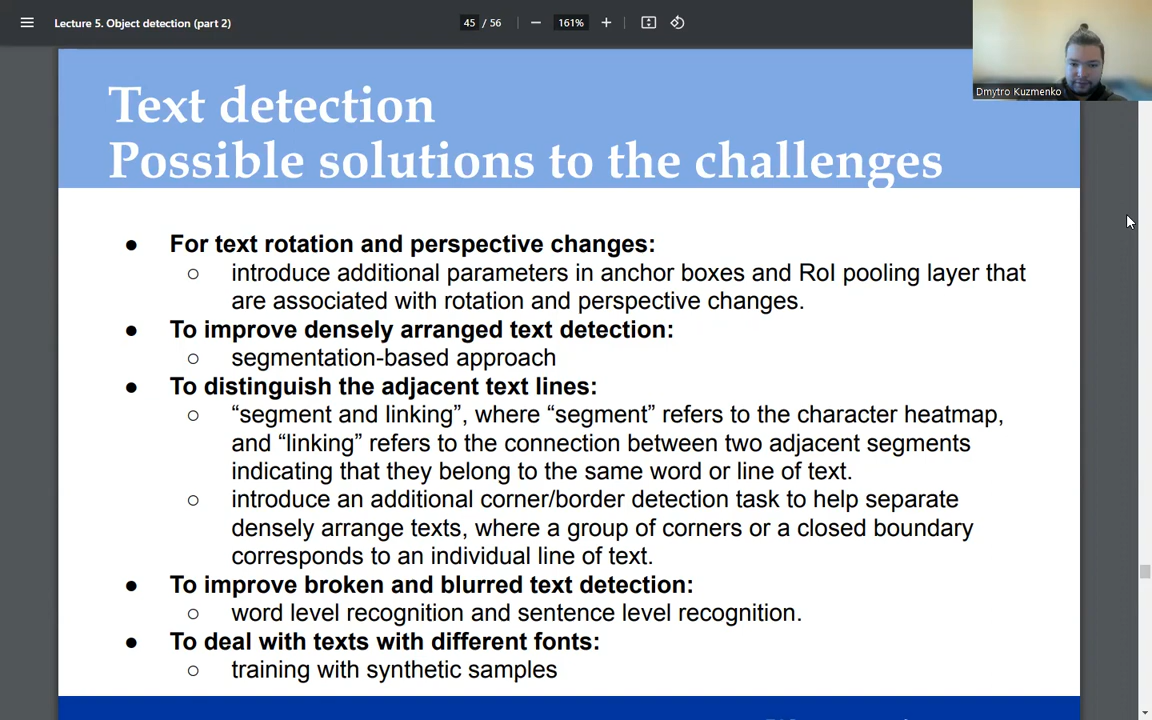 Lecture 5. Object detection (part 2)
45 / 56
161%
Dmytro Kuzmenko
Text detection
Possible solutions to the challenges
● For text rotation and perspective changes:
○ introduce additional parameters in anchor boxes and RoI pooling layer that
are associated with rotation and perspective changes.
● To improve densely arranged text detection:
○ segmentation-based approach
● To distinguish the adjacent text lines:
○ “segment and linking”, where “segment” refers to the character heatmap,
and “linking” refers to the connection between two adjacent segments
indicating that they belong to the same word or line of text.
○ introduce an additional corner/border detection task to help separate
densely arrange texts, where a group of corners or a closed boundary
corresponds to an individual line of text.
● To improve broken and blurred text detection:
○ word level recognition and sentence level recognition.
● To deal with texts with different fonts:
○ training with synthetic samples